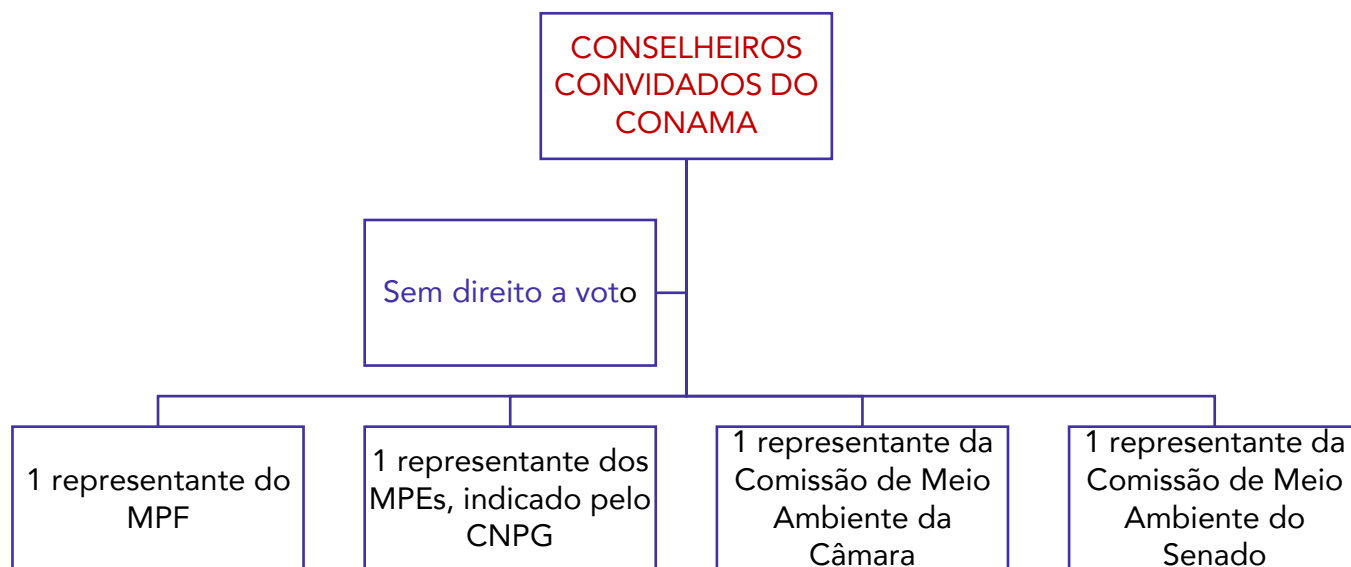 CONSELHEIROS
CONVIDADOS DO
CONAMA
Sem direito a voto
1 representante do
MPF
1 representante dos
MPEs, indicado pelo
CNPG
1 representante da
Comissão de Meio
Ambiente da
Câmara
1 representante da
Comissão de Meio
Ambiente do
Senado